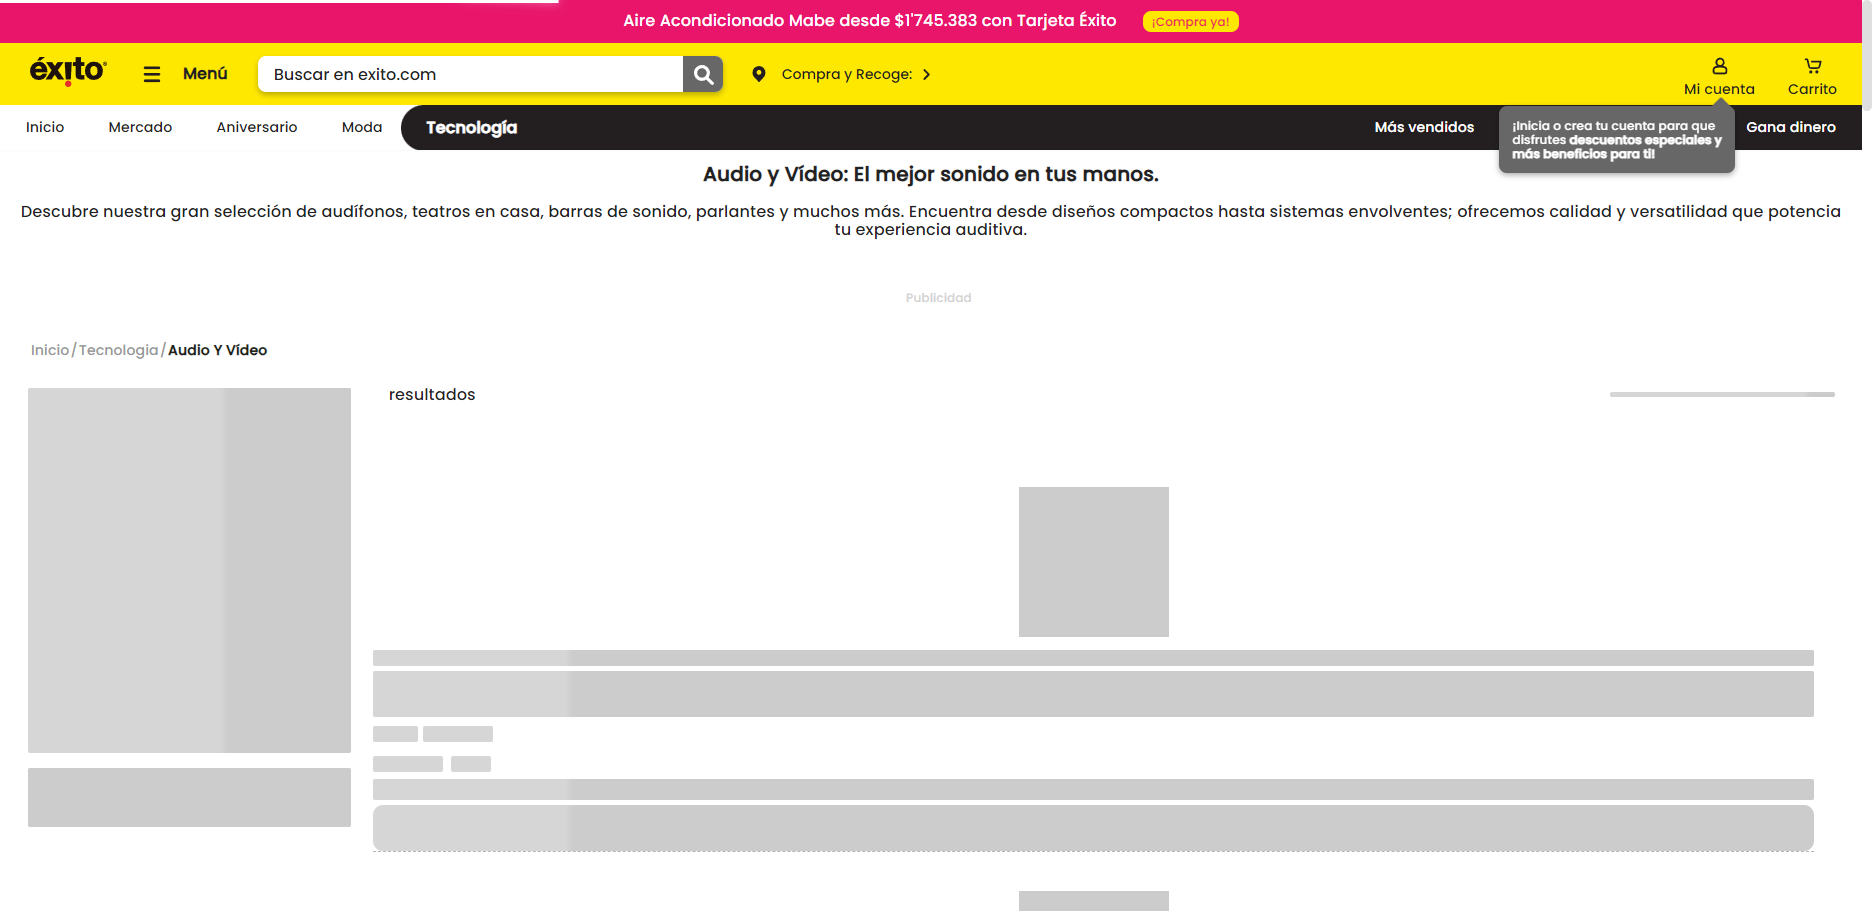 Aire Acondicionado Mabe desde $1'745.383 con Tarjeta Éxito ¡Compra ya!
éxito Menú Buscar en exito.com Compra y Recoge: Mi cuenta Carrito
Inicio Mercado Aniversario Moda Tecnología Más vendidos Gana dinero
¡Inicia o crea tu cuenta para que
disfrutes descuentos especiales y
más beneficios para ti!
Audio y Vídeo: El mejor sonido en tus manos.
Descubre nuestra gran selección de audífonos, teatros en casa, barras de sonido, parlantes y muchos más. Encuentra desde diseños compactos hasta sistemas envolventes; ofrecemos calidad y versatilidad que potencia
tu experiencia auditiva.
Publicidad
Inicio/Tecnologia/Audio Y Vídeo
resultados